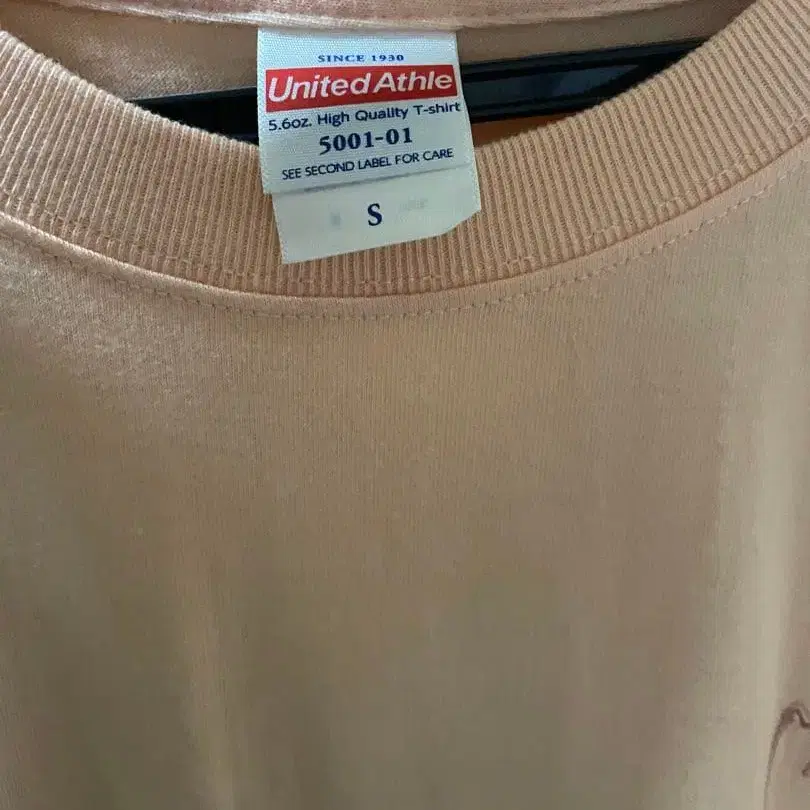 SINCE 1930
United Athle
5.6oz. High Quality T-shirt
5001-01
SEE SECOND LABEL FOR CARE
S